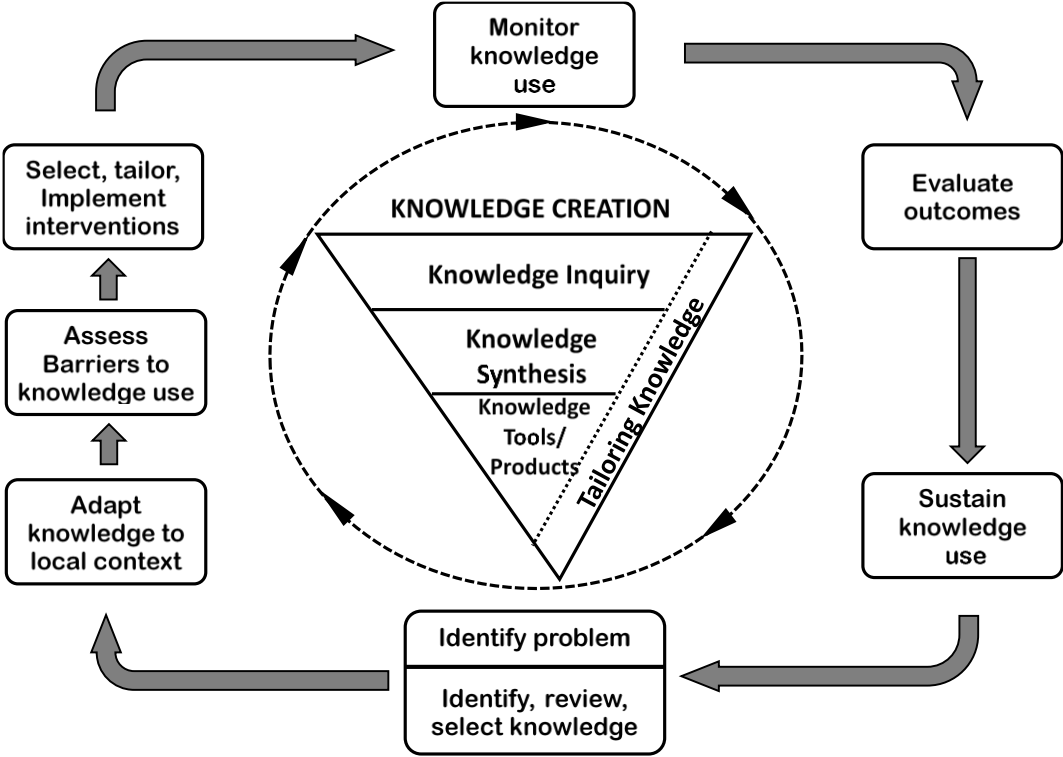 Monitor
knowledge
use
Select, tailor,
Implement
interventions
Evaluate
outcomes
KNOWLEDGE CREATION
Knowledge Inquiry
Knowledge
Synthesis
Knowledge
Tools/
Products
Tailoring Knowledge
Assess
Barriers to
knowledge use
Adapt
knowledge to
local context
Sustain
knowledge
use
Identify problem
Identify, review,
select knowledge